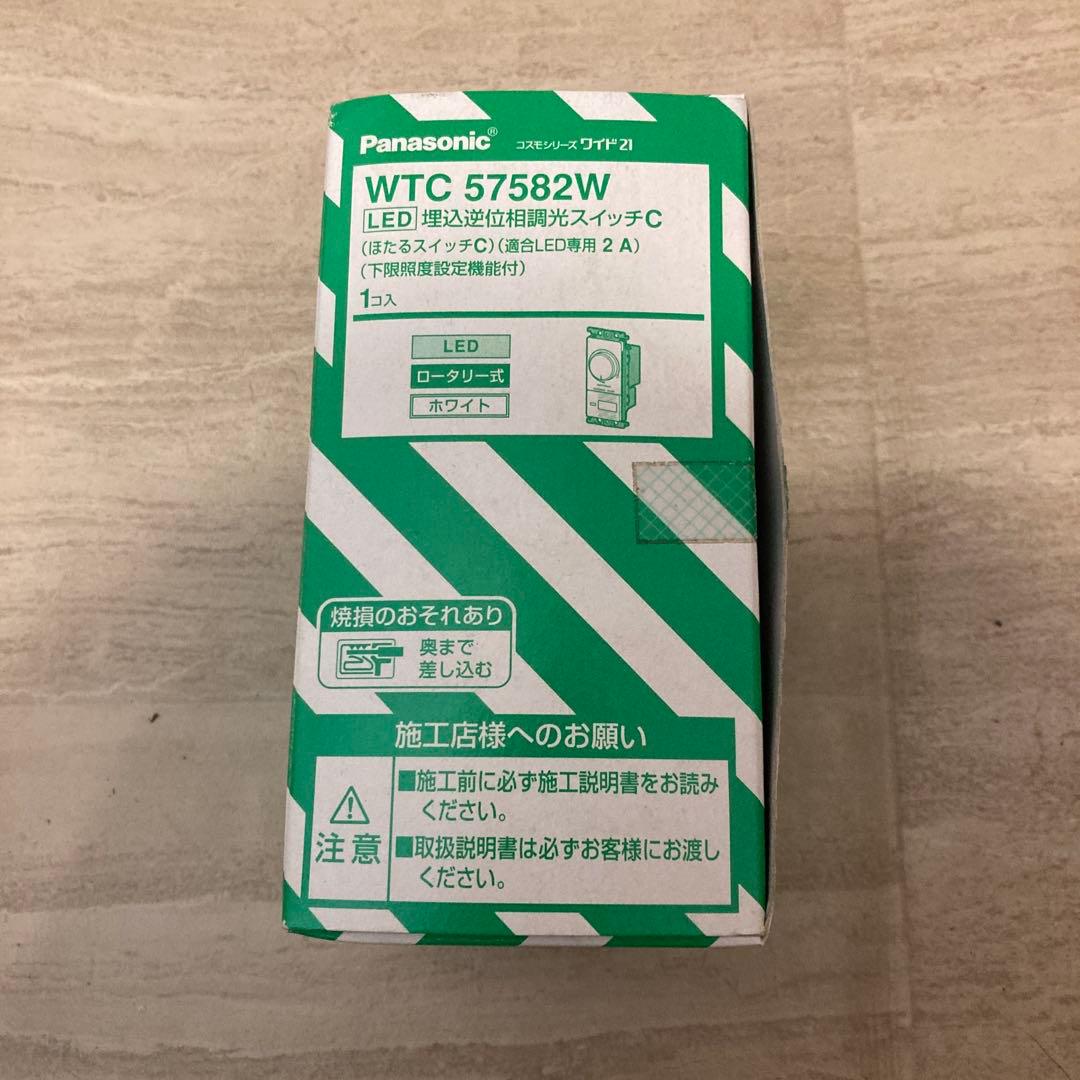 Panasonic® コスモシリーズ ワイド21
WTC 57582W
LED 埋込逆位相調光スイッチC
(ほたるスイッチC)(適合LED専用 2 A)
(下限照度設定機能付)
1コ入
LED
ロータリー式
ホワイト
焼損のおそれあり
奥まで
差し込む
施工店様へのお願い
注意
■施工前に必ず施工説明書をお読み
ください。
■取扱説明書は必ずお客様にお渡し
ください。